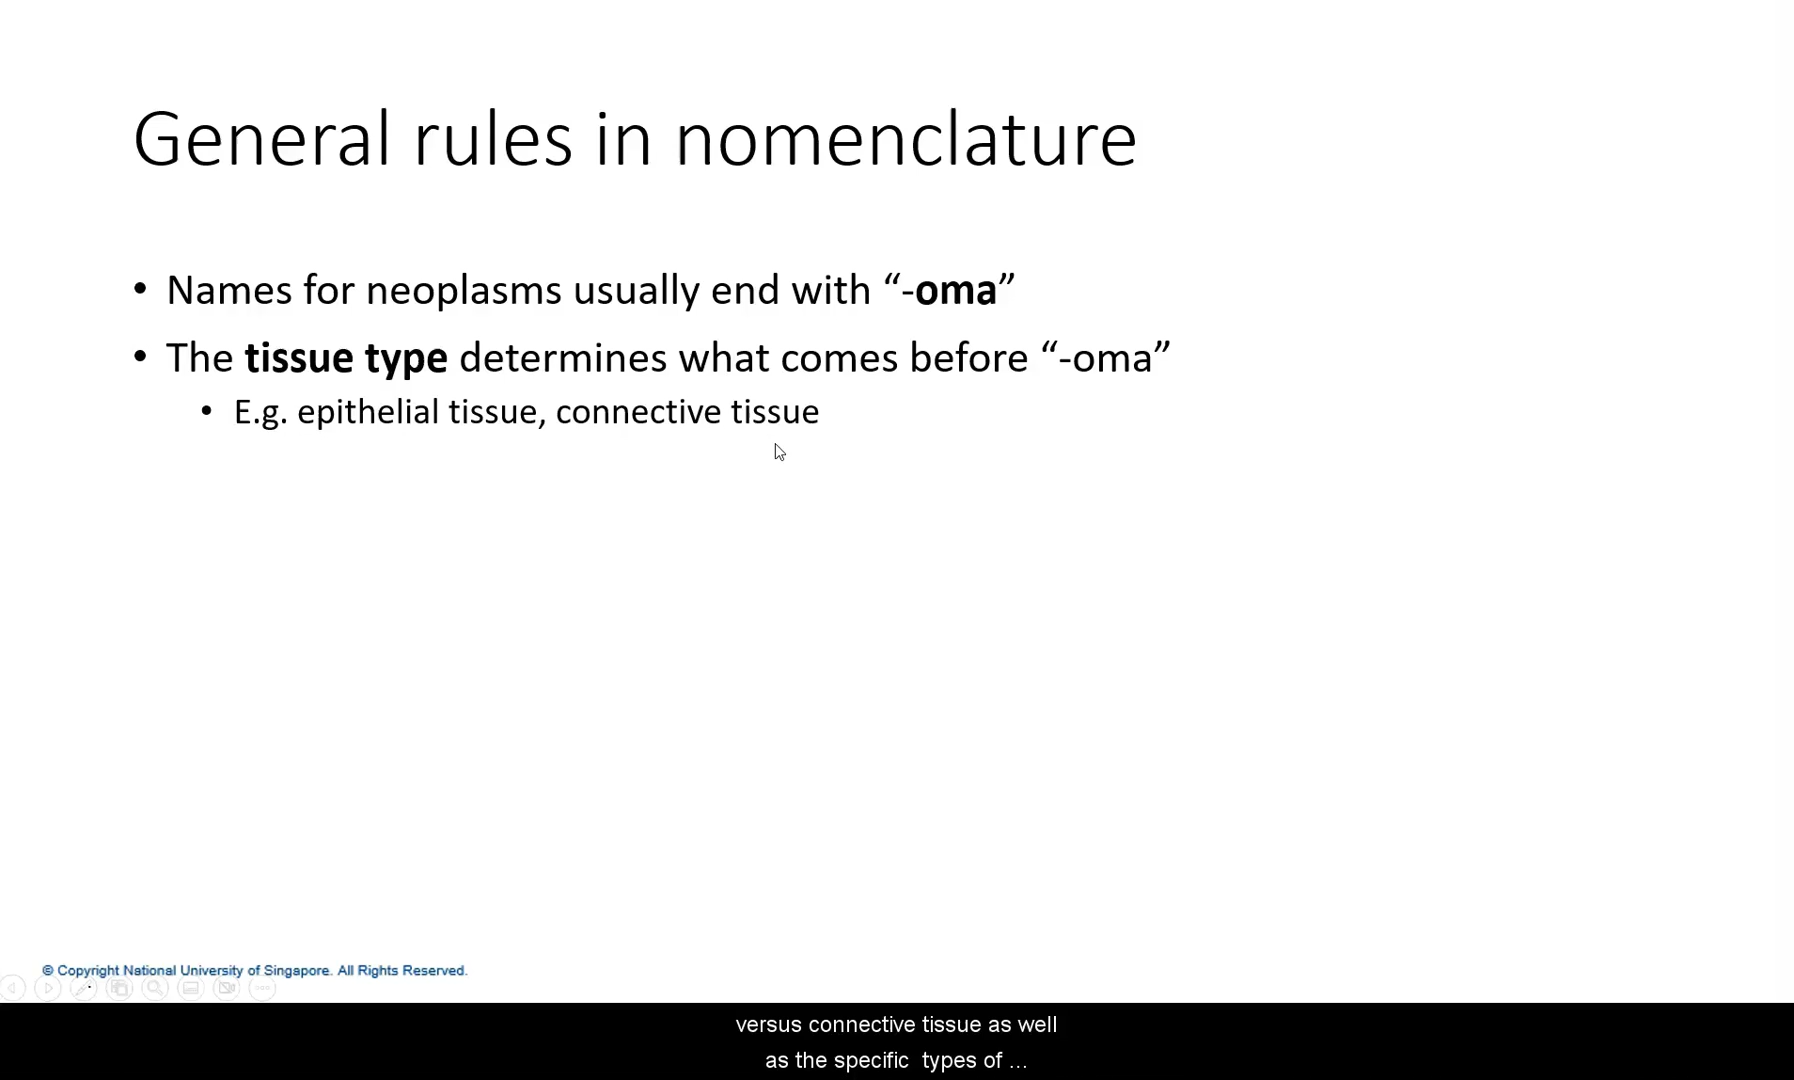 General rules in nomenclature
• Names for neoplasms usually end with “-oma”
• The tissue type determines what comes before “-oma”
• E.g. epithelial tissue, connective tissue
© Copyright National University of Singapore. All Rights Reserved.
versus connective tissue as well
as the specific types of ...